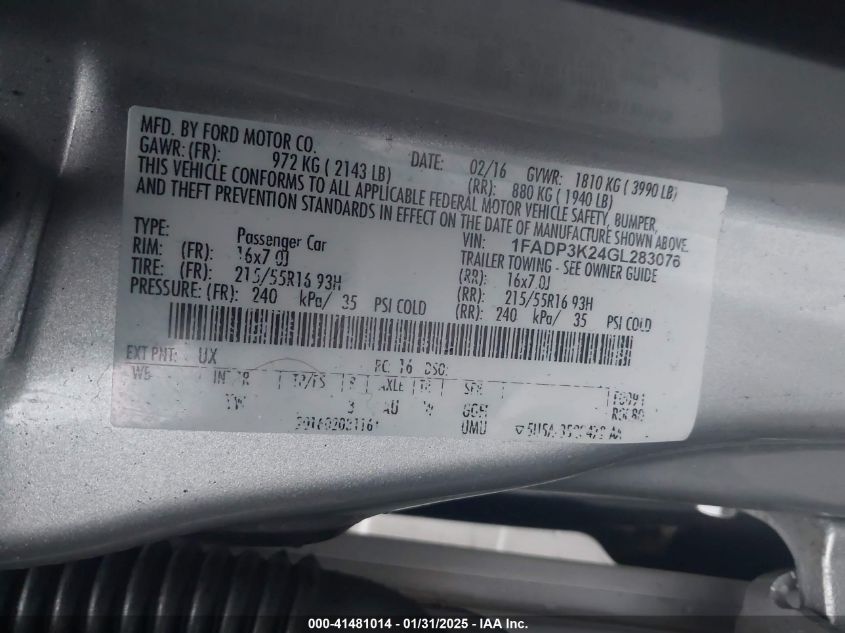 MFD. BY FORD MOTOR CO.
DATE: 02/16 GVWR: 1810 KG ( 3990 LB)
GAWR: (FR): 972 KG ( 2143 LB) (RR): 880 KG ( 1940 LB)
THIS VEHICLE CONFORMS TO ALL APPLICABLE FEDERAL MOTOR VEHICLE SAFETY, BUMPER,
AND THEFT PREVENTION STANDARDS IN EFFECT ON THE DATE OF MANUFACTURE SHOWN ABOVE.
VIN: 1FADP3K24GL283076
TYPE: Passenger Car TRAILER TOWING - SEE OWNER GUIDE
RIM: (FR): 16x7.0J (RR): 16x7.0J
TIRE: (FR): 215/55R16 93H (RR): 215/55R16 93H
PRESSURE: (FR): 240 kPa/ 35 PSI COLD (RR): 240 kPa/ 35 PSI COLD
EXT PNT: UX RC: 16 DSO:
WB AXLE
UMU
000-41481014 - 01/31/2025 - IAA Inc.